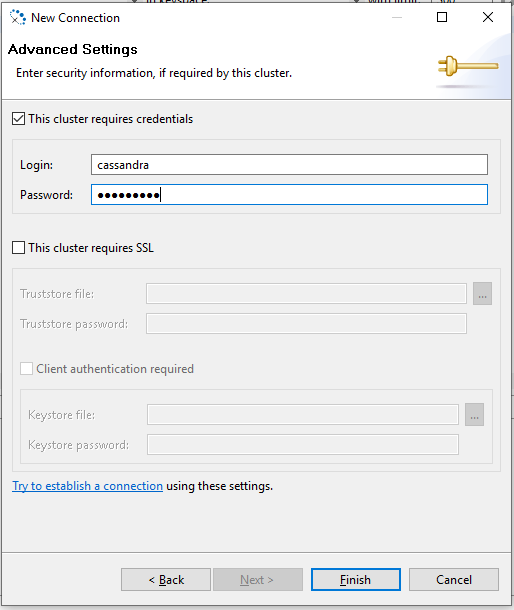 New Connection
Advanced Settings
Enter security information, if required by this cluster.
This cluster requires credentials
Login: cassandra
Password: ●●●●●●●●●
This cluster requires SSL
Truststore file: ...
Truststore password:
Client authentication required
Keystore file: ...
Keystore password:
Try to establish a connection using these settings.
< Back Next > Finish Cancel